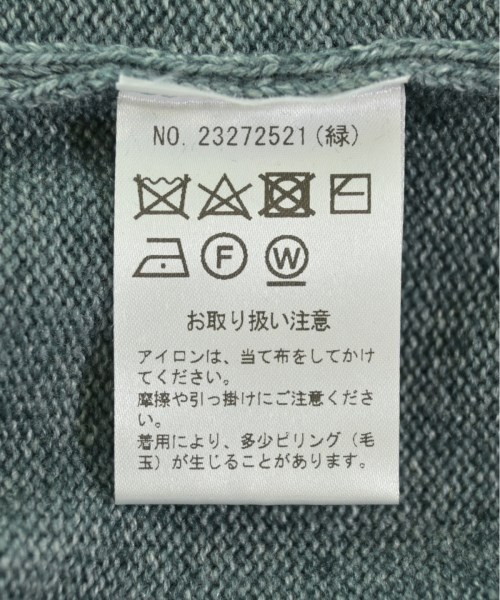 NO. 23272521(緑)
F W
お取り扱い注意
アイロンは、当て布をしてかけ
てください。
摩擦や引っ掛けにご注意くださ
い。
着用により、多少ピリング(毛
玉)が生じることがあります。